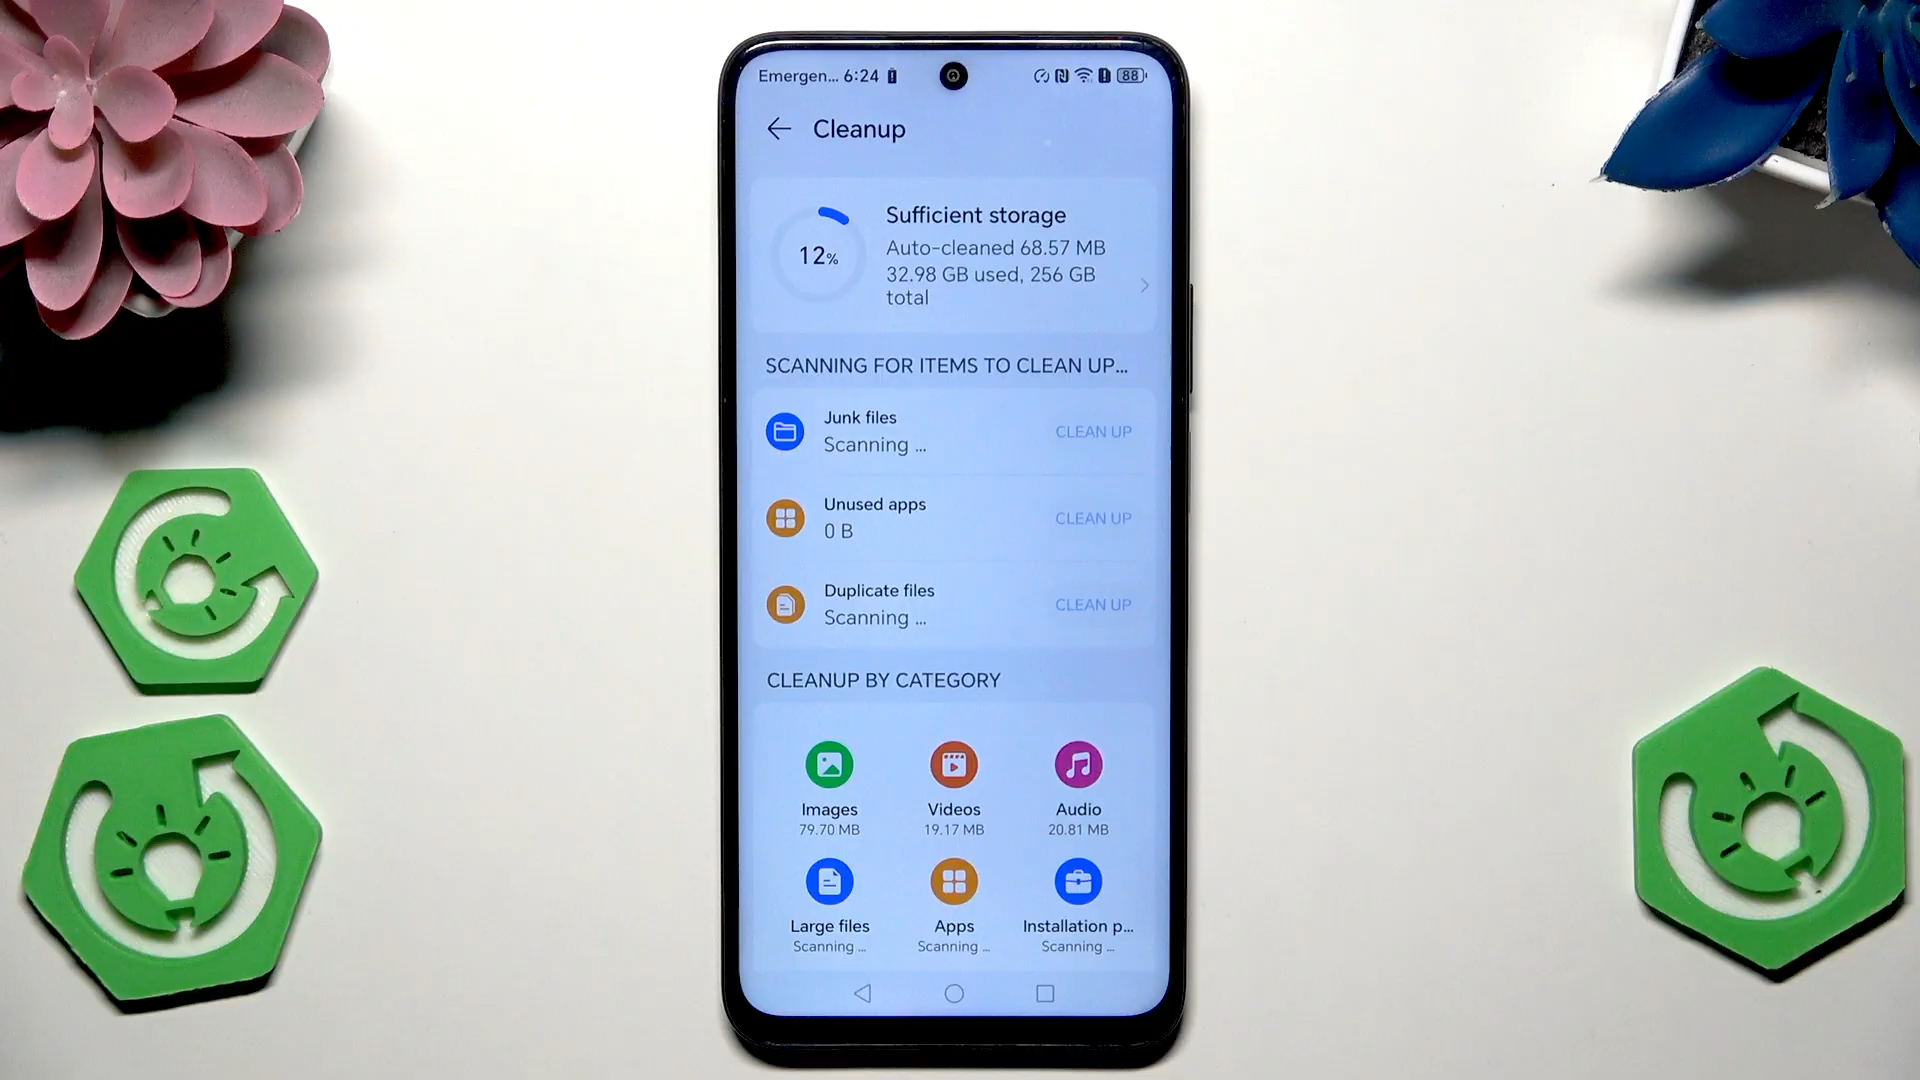 Emergen... 6:24 88
Cleanup
12%
Sufficient storage
Auto-cleaned 68.57 MB
32.98 GB used, 256 GB
total
SCANNING FOR ITEMS TO CLEAN UP...
Junk files
Scanning ...
CLEAN UP
Unused apps
0 B
CLEAN UP
Duplicate files
Scanning ...
CLEAN UP
CLEANUP BY CATEGORY
Images Videos Audio
79.70 MB 19.17 MB 20.81 MB
Large files Apps Installation p...
Scanning ... Scanning ... Scanning ...